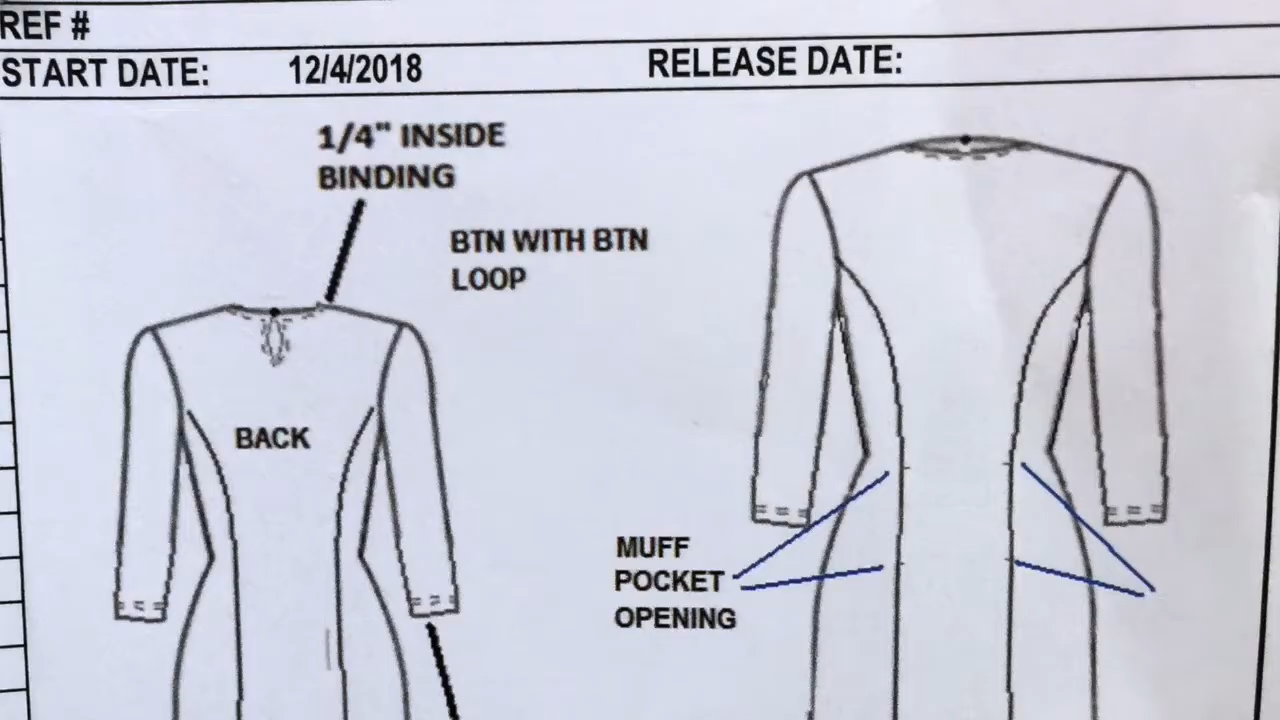 REF #
START DATE: 12/4/2018 RELEASE DATE:
1/4" INSIDE
BINDING
BTN WITH BTN
LOOP
BACK
MUFF
POCKET
OPENING